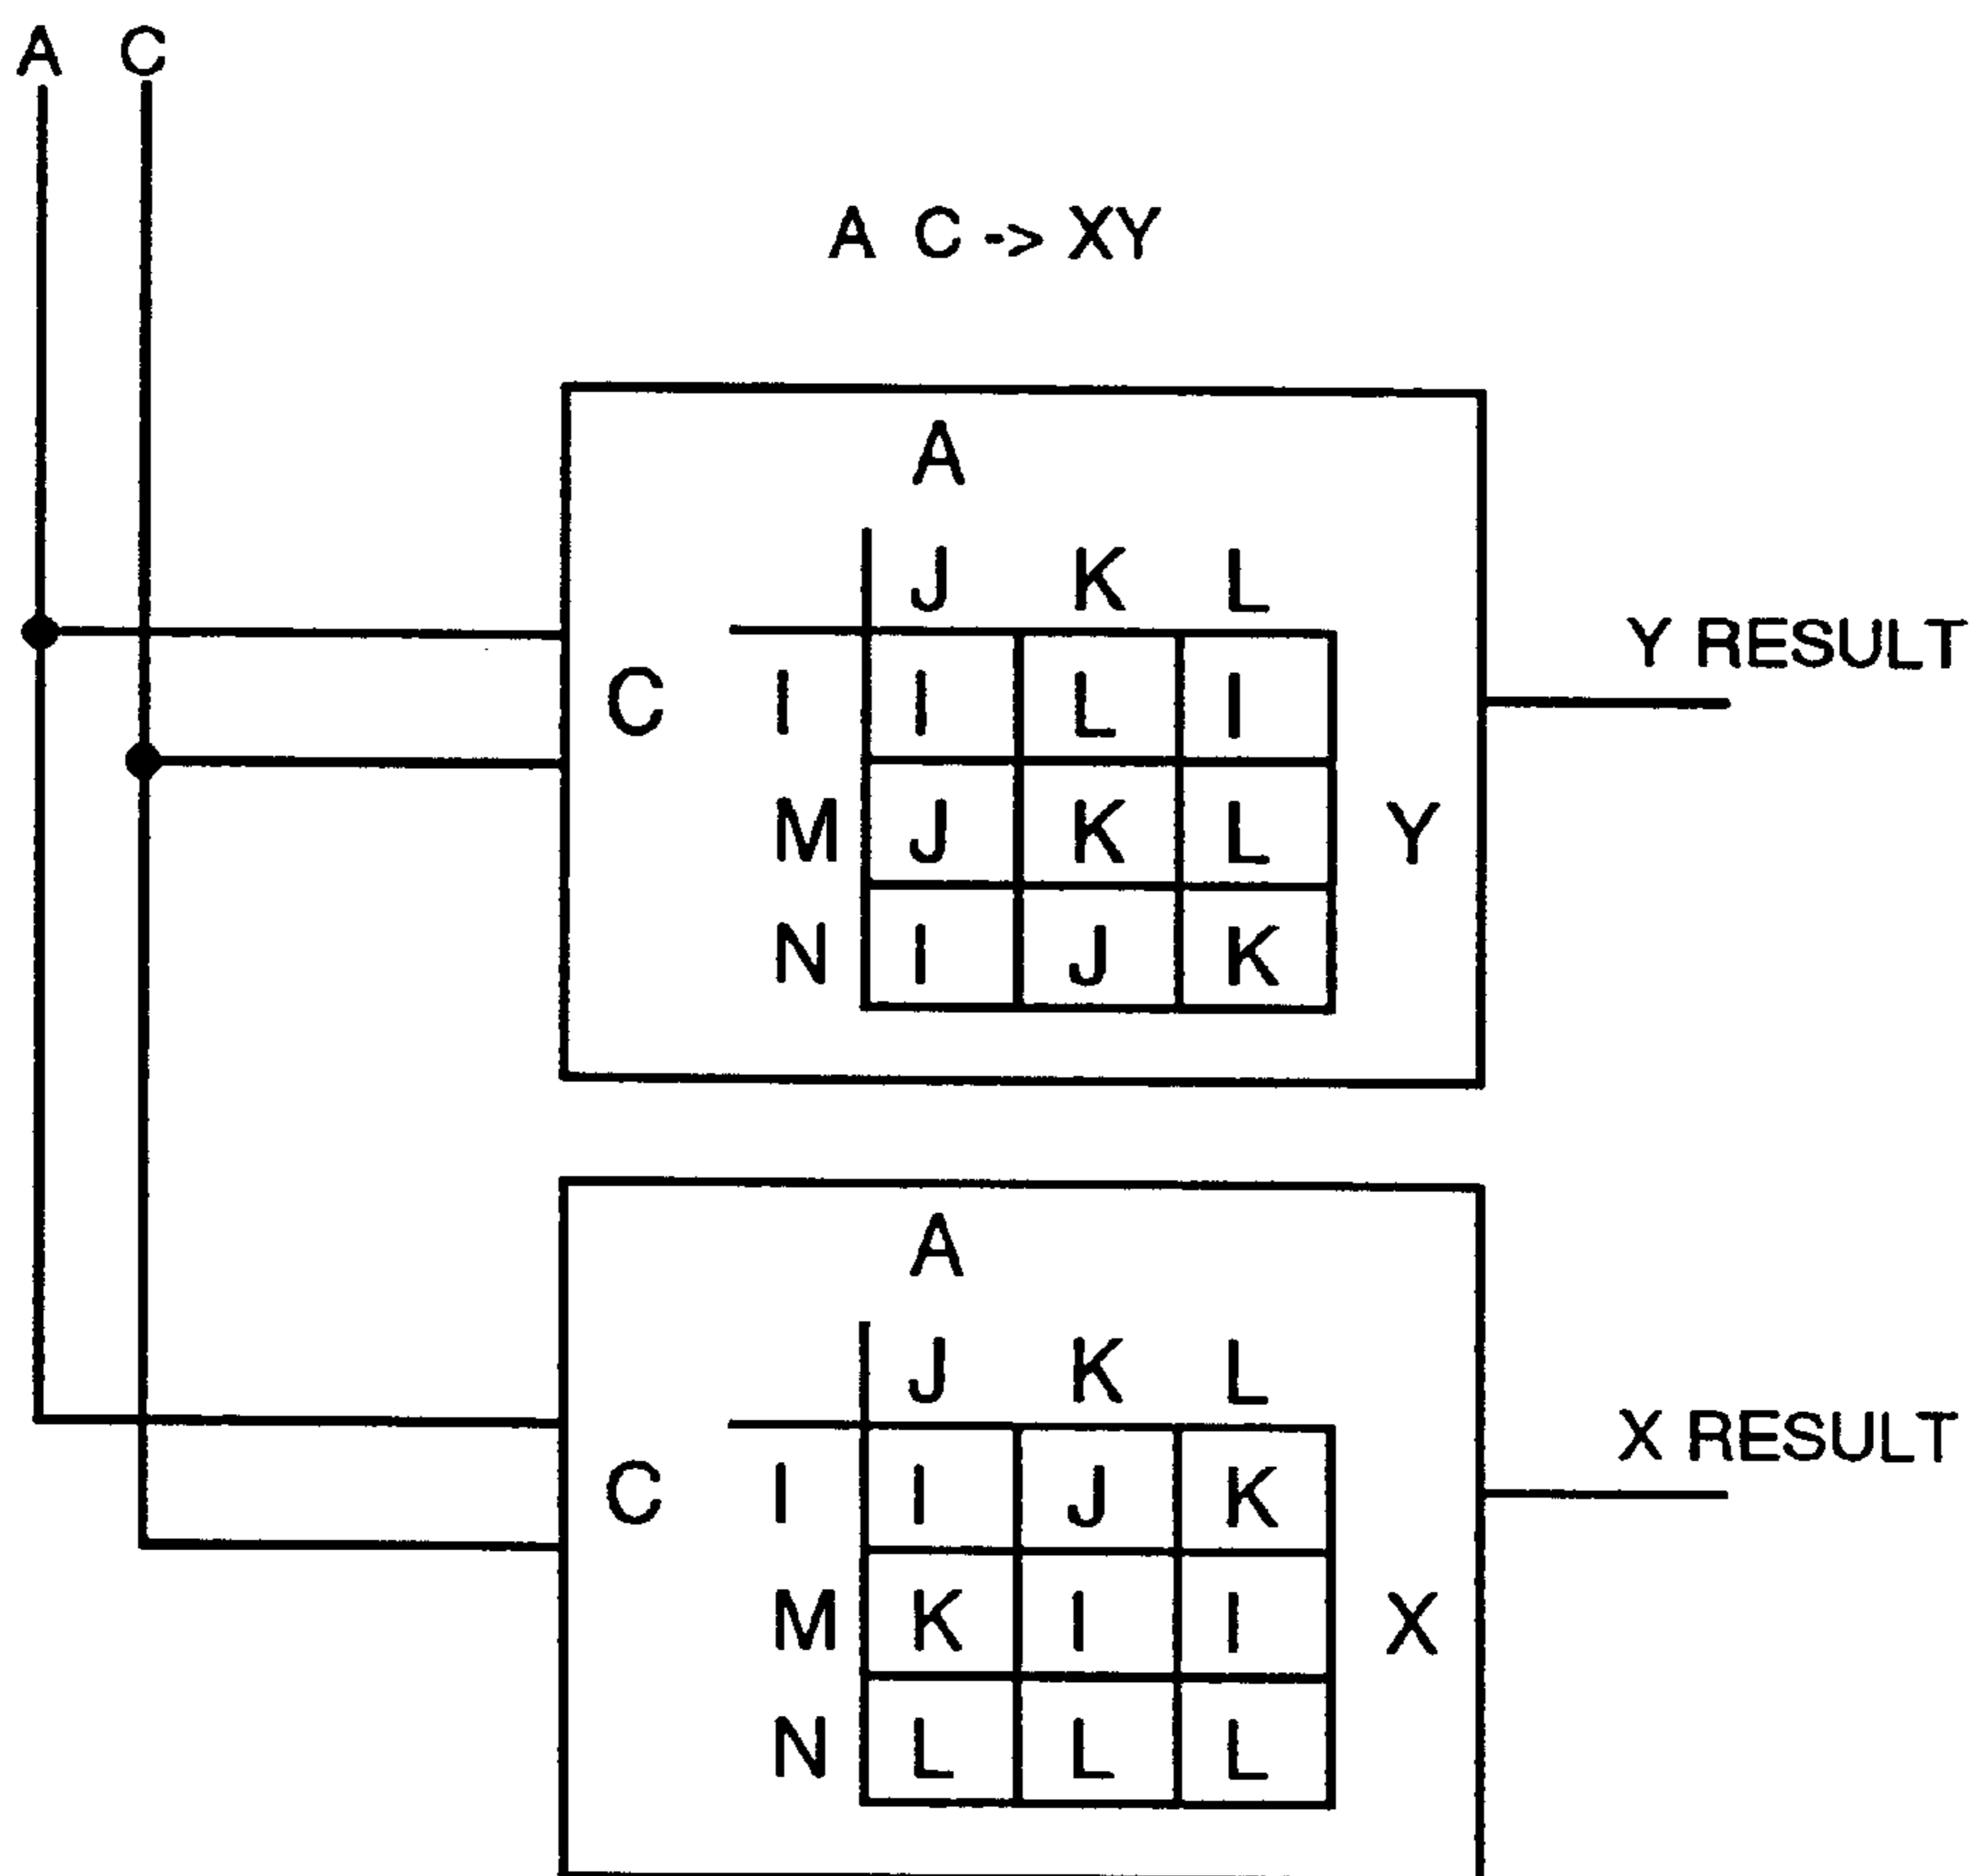 A C
A C -> XY
A
J K L
Y RESULT
C I I L I
M J K L Y
N I J K
A
J K L
X RESULT
C I I J K
M K I I X
N L L L